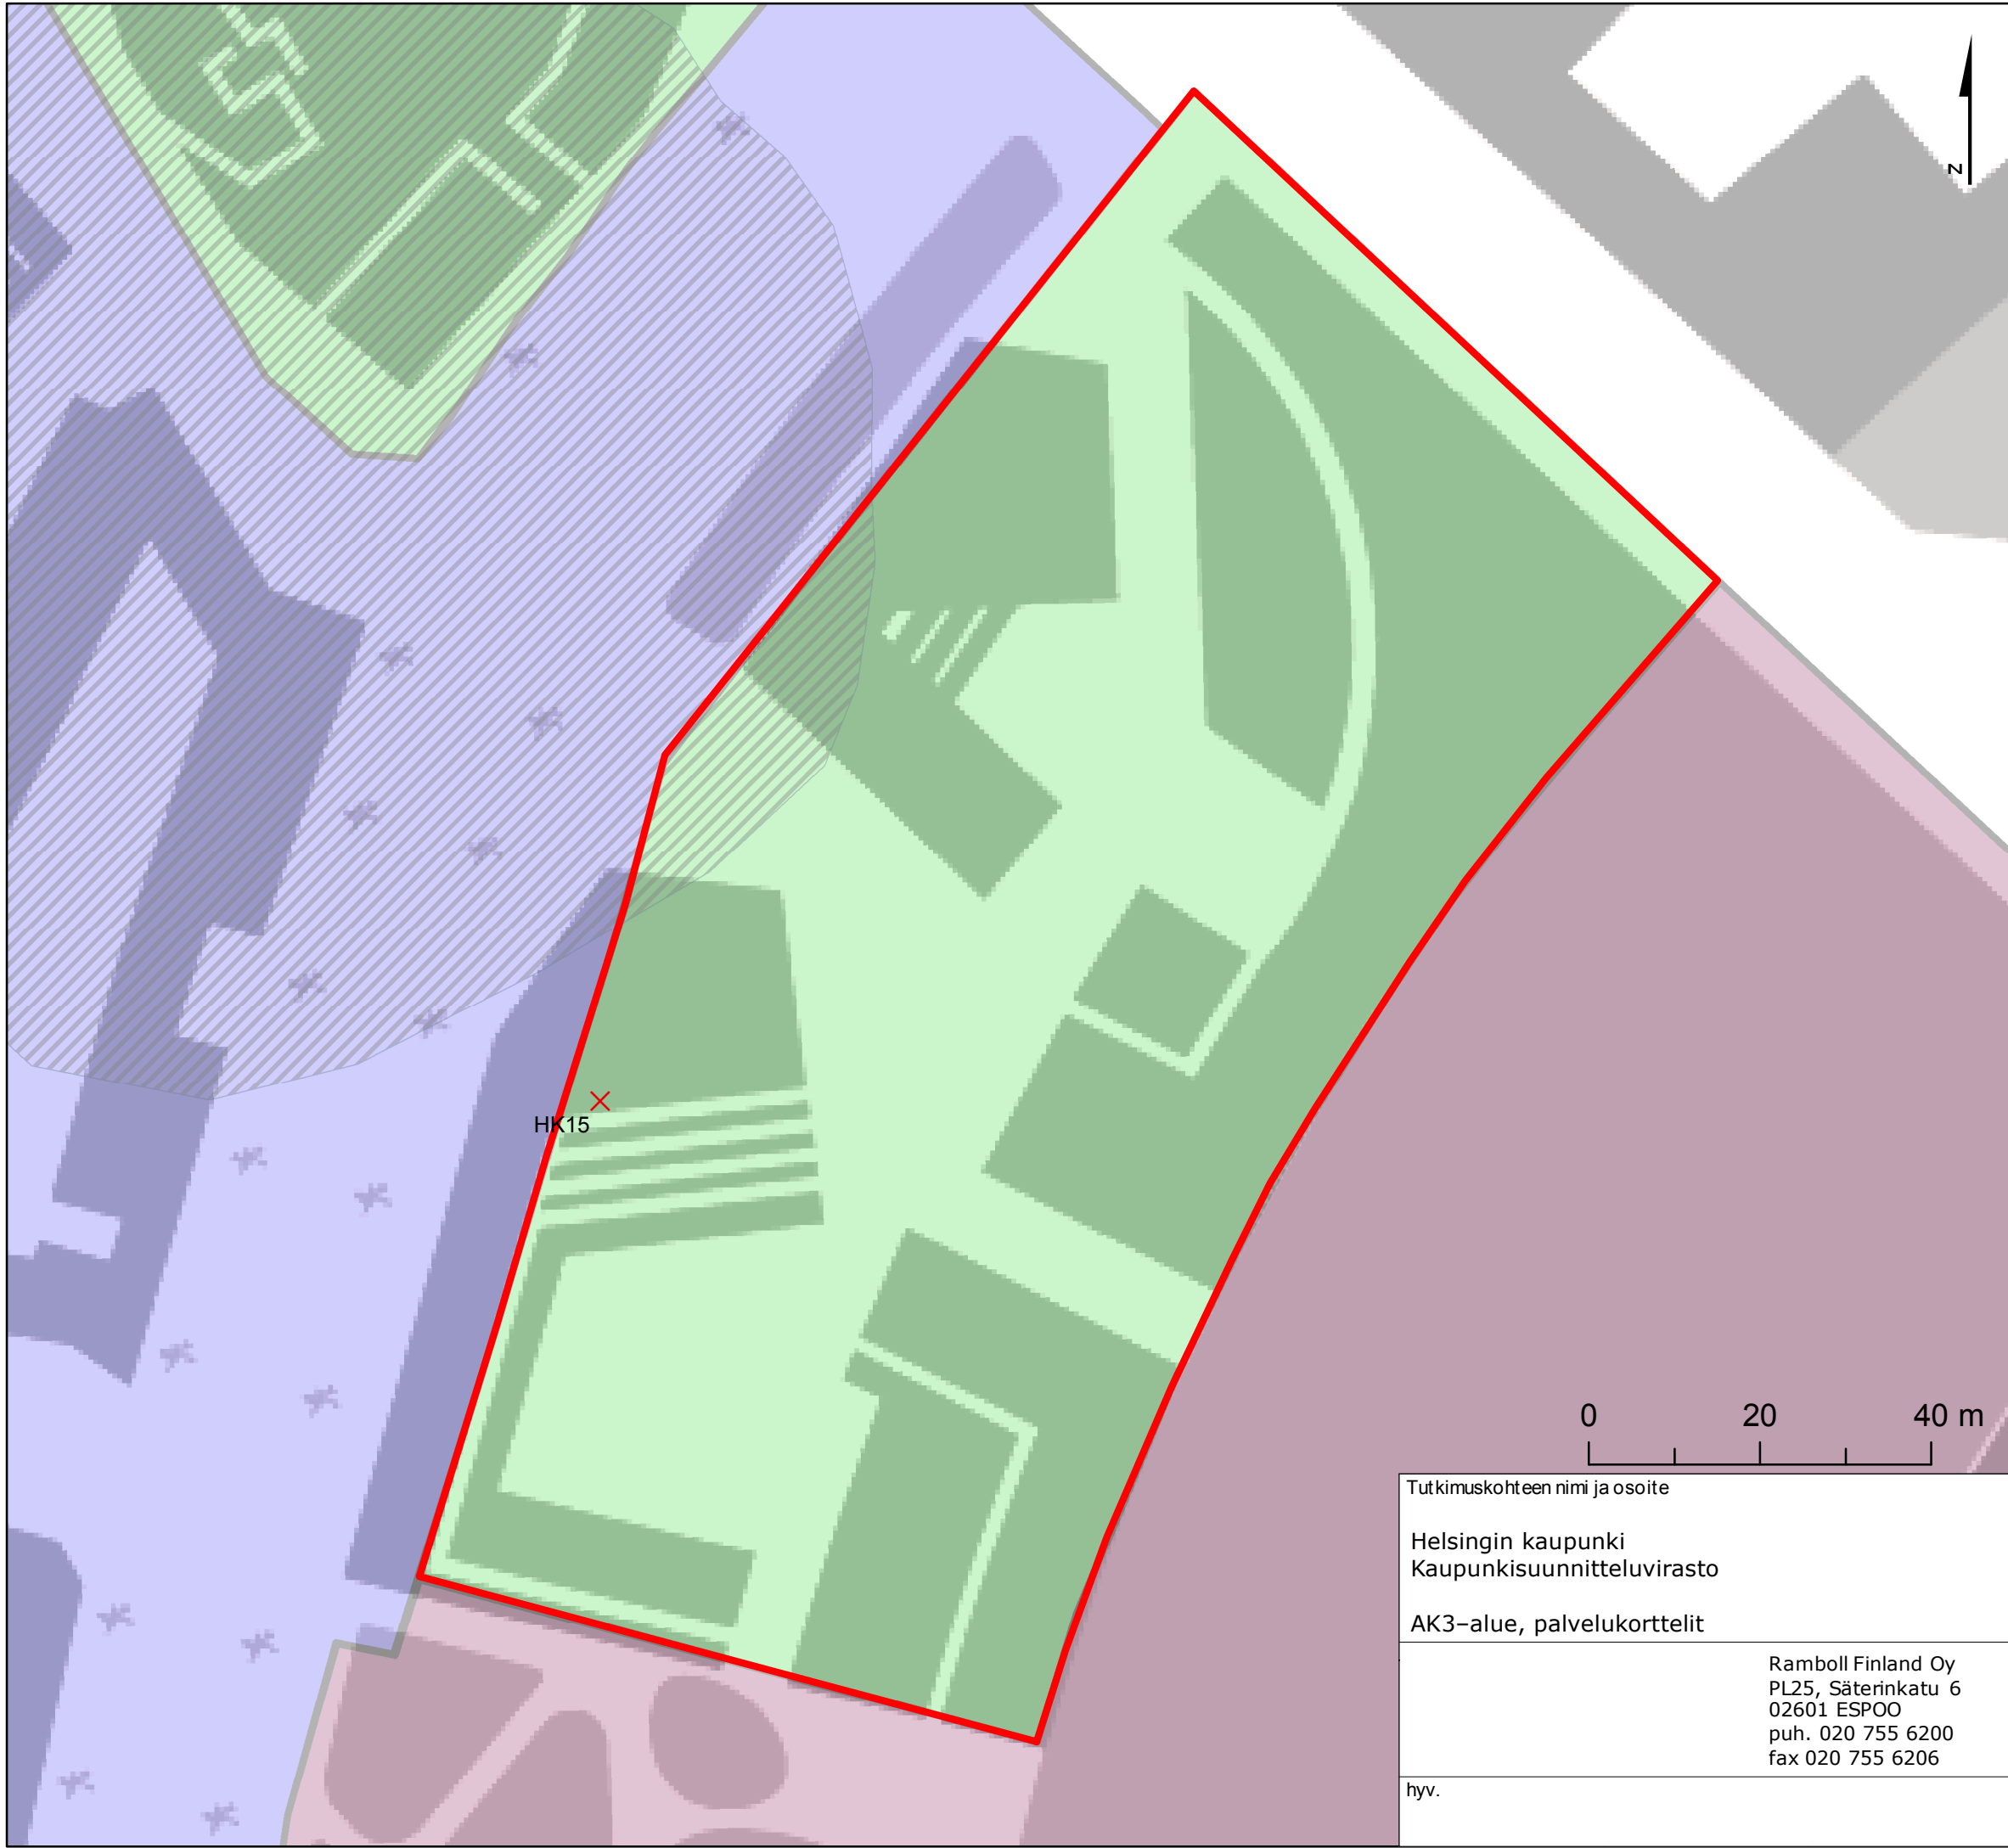 N
HK15
0 20 40 m
Tutkimuskohteen nimi ja osoite
Helsingin kaupunki
Kaupunkisuunnitteluvirasto
AK3–alue, palvelukorttelit
Ramboll Finland Oy
PL25, Säterinkatu 6
02601 ESPOO
puh. 020 755 6200
fax 020 755 6206
hyv.